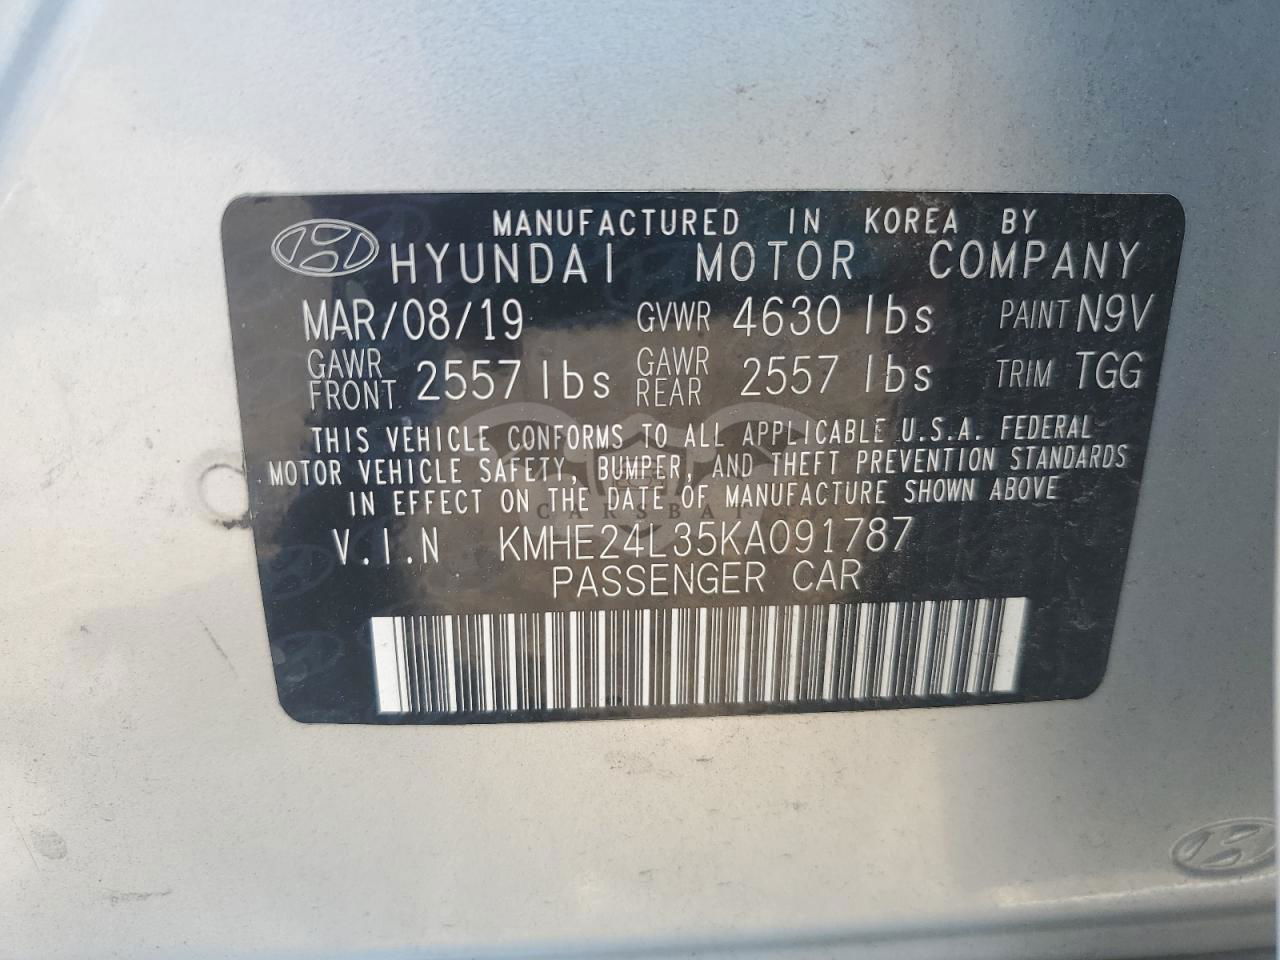 MANUFACTURED IN KOREA BY
HYUNDAI MOTOR COMPANY
MAR/08/19 GVWR 4630 lbs PAINT N9V
GAWR FRONT 2557 lbs GAWR REAR 2557 lbs TRIM TGG
THIS VEHICLE CONFORMS TO ALL APPLICABLE U.S.A. FEDERAL
MOTOR VEHICLE SAFETY, BUMPER, AND THEFT PREVENTION STANDARDS
IN EFFECT ON THE DATE OF MANUFACTURE SHOWN ABOVE
CARSBAT
V.I.N KMHE24L35KA091787
PASSENGER CAR